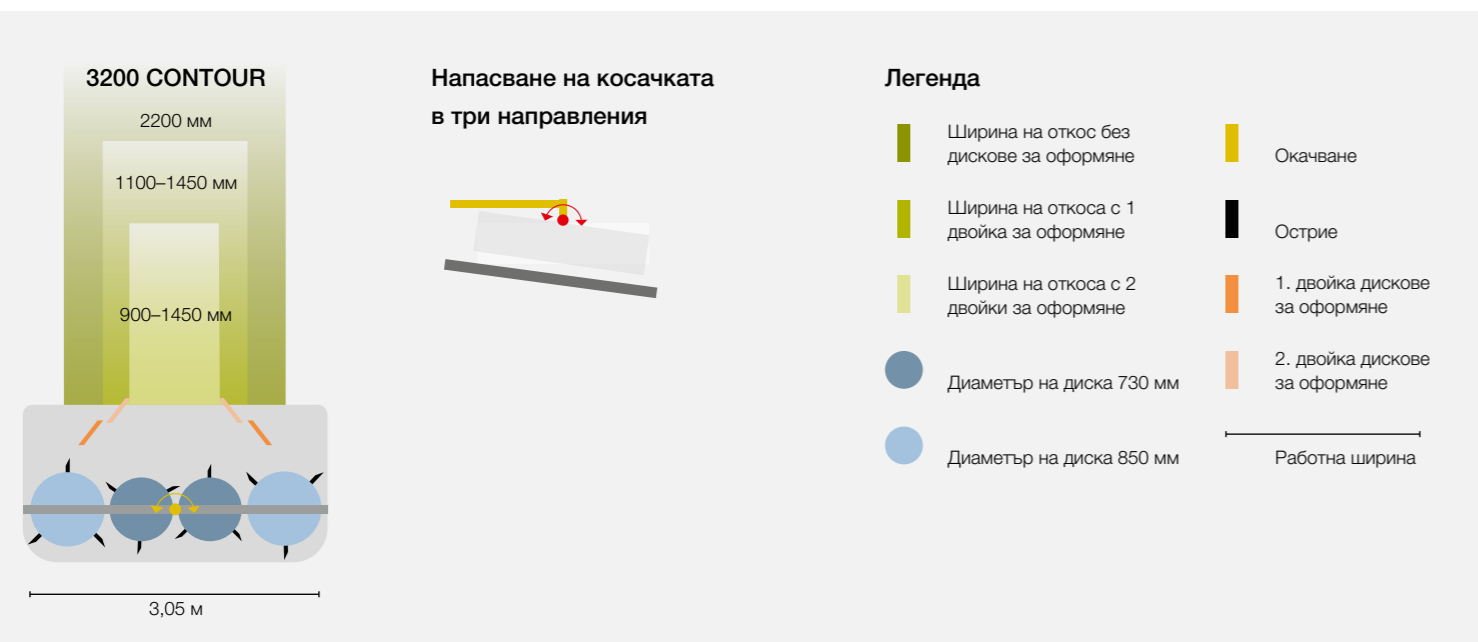 3200 CONTOUR
2200 мм
1100–1450 мм
900–1450 мм
3,05 м
Напасване на косачката
в три направления
Легенда
Ширина на откос без
дискове за оформяне
Ширина на откоса с 1
двойка за оформяне
Ширина на откоса с 2
двойки за оформяне
Диаметър на диска 730 мм
Диаметър на диска 850 мм
Окачване
Острие
1. двойка дискове
за оформяне
2. двойка дискове
за оформяне
Работна ширина